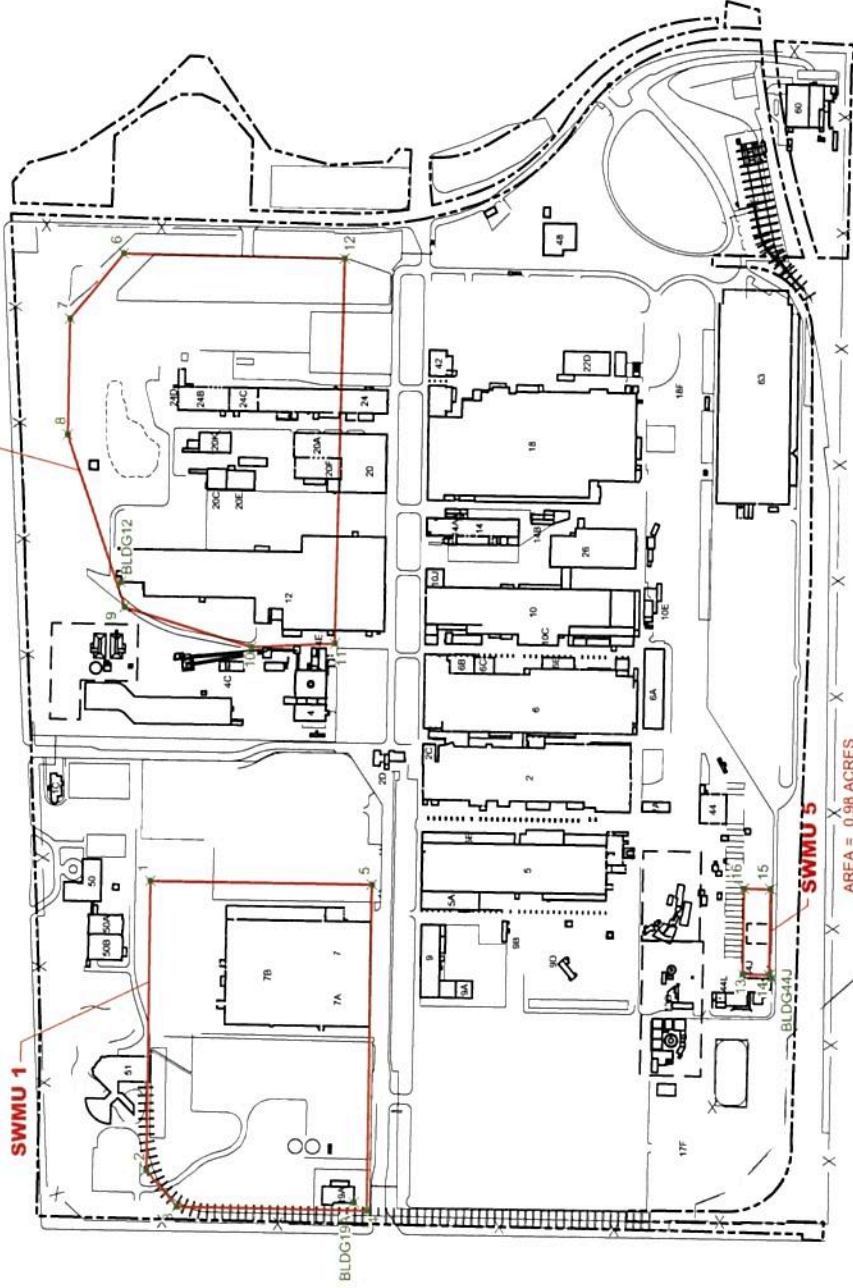 SWMU 1
SWMU 5
AREA = 0.98 ACRES
BLDG12
BLDG19A
BLDG44J
1
2
3
4
5
6
7
8
9
10
11
12
13
14
15
16
50
50A
50B
51
7B
7
7A
19A
4C
4
4E
12
20C
20E
20K
20A
20F
20
24D
24B
24C
24
2D
2C
2
5
5A
9
9A
9B
9D
6B
6C
6
6A
10J
10
10C
10E
14
14B
26
18
18F
42
22D
48
60
63
44
44L
17F